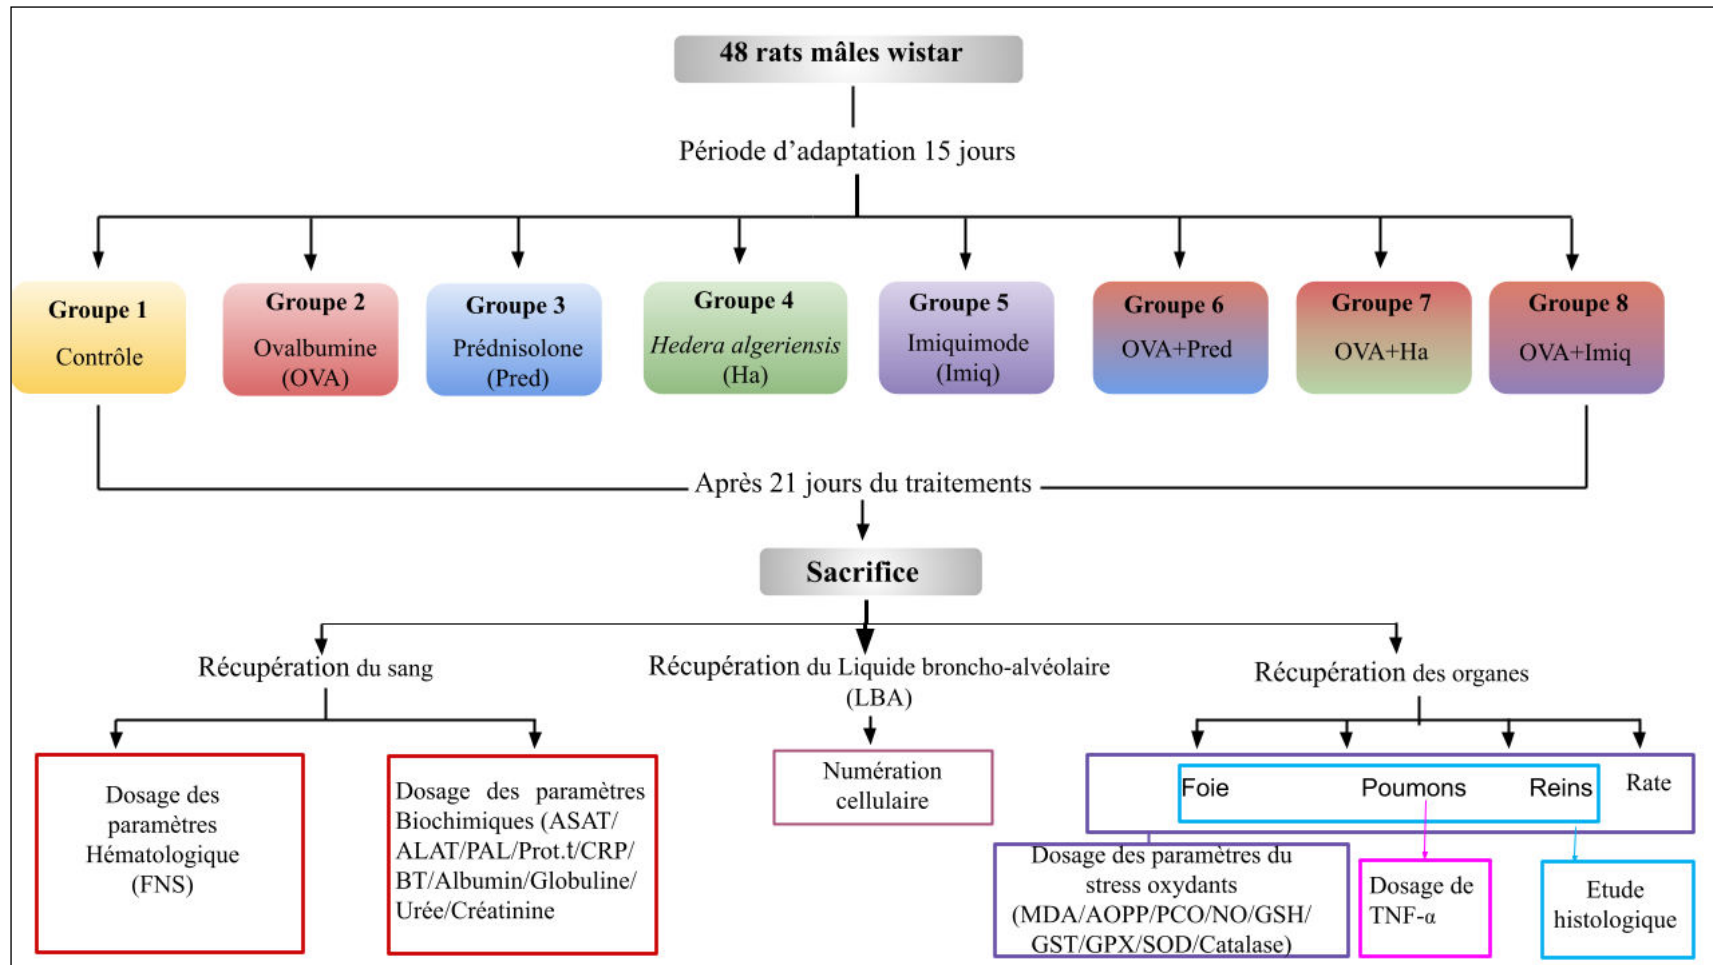 48 rats mâles wistar
Période d’adaptation 15 jours
Groupe 1
Contrôle
Groupe 2
Ovalbumine
(OVA)
Groupe 3
Prédnisolone
(Pred)
Groupe 4
Hedera algeriensis
(Ha)
Groupe 5
Imiquimode
(Imiq)
Groupe 6
OVA+Pred
Groupe 7
OVA+Ha
Groupe 8
OVA+Imiq
Après 21 jours du traitements
Sacrifice
Récupération du sang
Récupération du Liquide broncho-alvéolaire
(LBA)
Récupération des organes
Dosage des
paramètres
Hématologique
(FNS)
Dosage des paramètres
Biochimiques (ASAT/
ALAT/PAL/Prot.t/CRP/
BT/Albumin/Globuline/
Urée/Créatinine
Numération
cellulaire
Foie
Poumons
Reins
Rate
Dosage des paramètres du
stress oxydants
(MDA/AOPP/PCO/NO/GSH/
GST/GPX/SOD/Catalase)
Dosage de
TNF-α
Etude
histologique